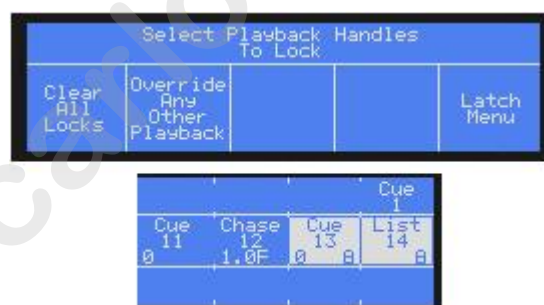 Select Playback Handles
To Lock
Clear
All
Locks
Override
Any
Other
Playback
Latch
Menu
Cue
1
Cue
11
0
Chase
12
1.0F
Cue
13
0 A
List
14
A